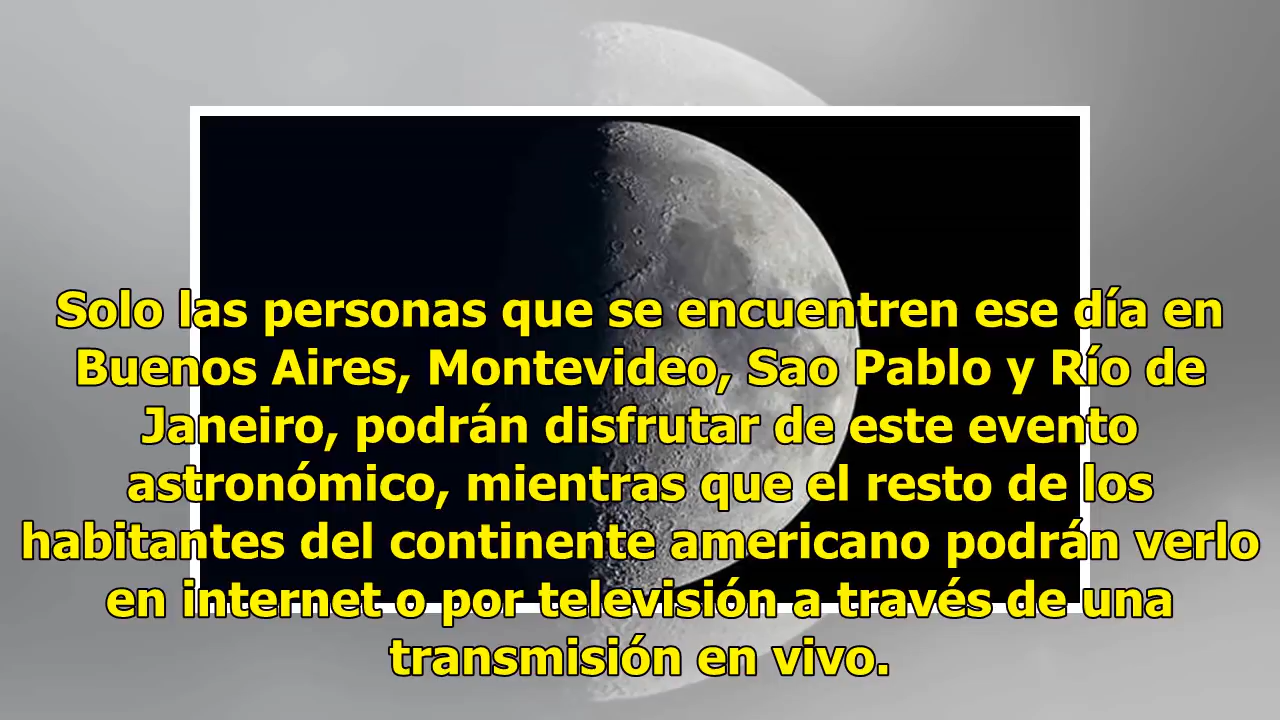 Solo las personas que se encuentren ese día en
Buenos Aires, Montevideo, Sao Pablo y Río de
Janeiro, podrán disfrutar de este evento
astronómico, mientras que el resto de los
habitantes del continente americano podrán verlo
en internet o por televisión a través de una
transmisión en vivo.